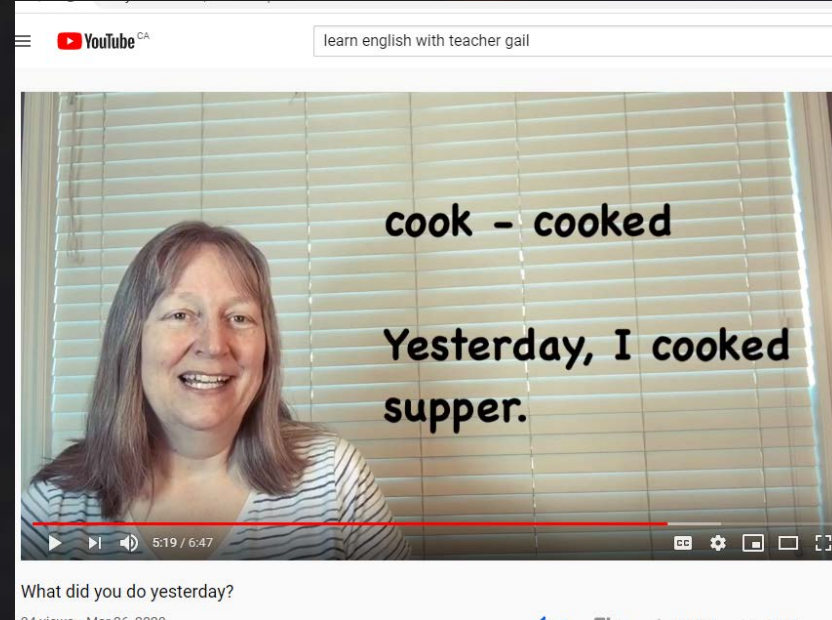 YouTube CA
learn english with teacher gail
cook - cooked
Yesterday, I cooked
supper.
5:19 / 6:47
CC
What did you do yesterday?